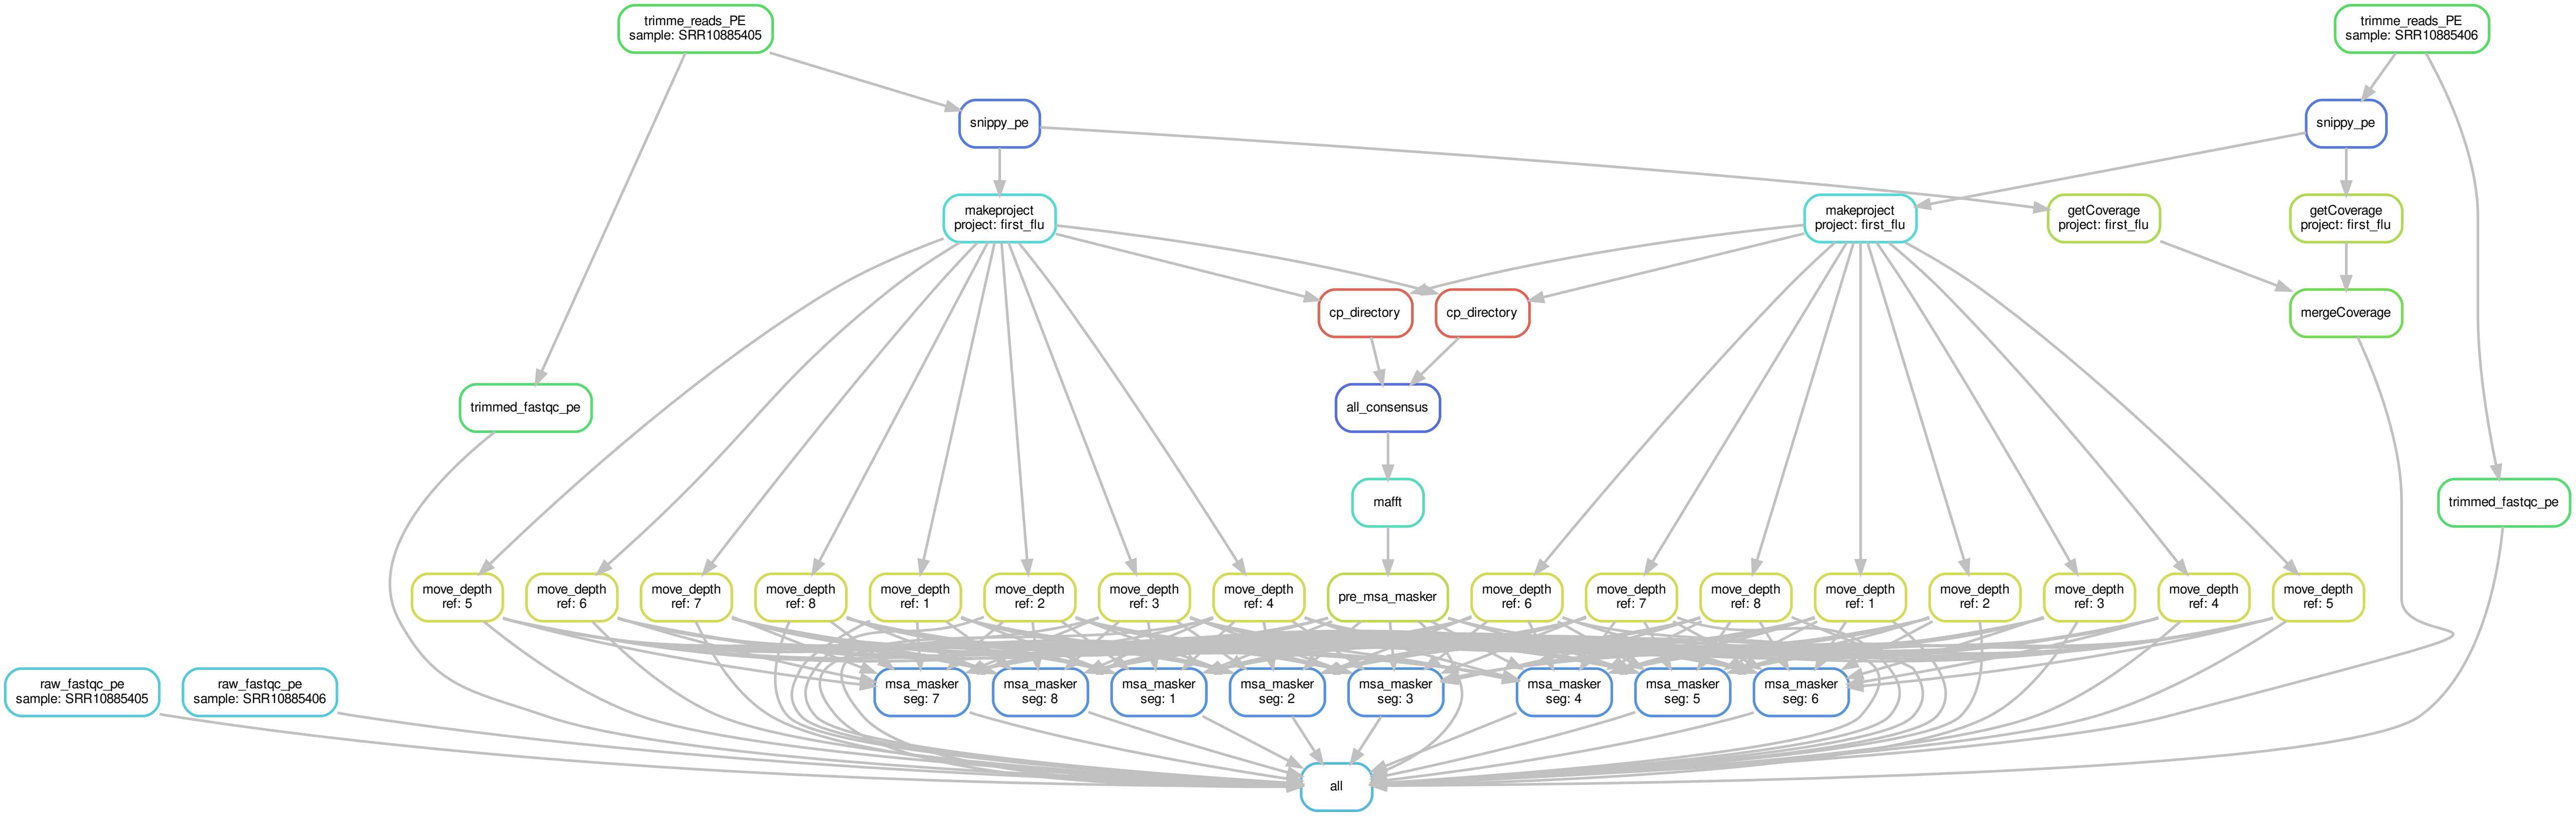 trimme_reads_PE
sample: SRR10885405
trimme_reads_PE
sample: SRR10885406
snippy_pe
snippy_pe
makeproject
project: first_flu
makeproject
project: first_flu
getCoverage
project: first_flu
getCoverage
project: first_flu
cp_directory
cp_directory
mergeCoverage
trimmed_fastqc_pe
all_consensus
mafft
trimmed_fastqc_pe
move_depth
ref: 5
move_depth
ref: 6
move_depth
ref: 7
move_depth
ref: 8
move_depth
ref: 1
move_depth
ref: 2
move_depth
ref: 3
move_depth
ref: 4
pre_msa_masker
move_depth
ref: 6
move_depth
ref: 7
move_depth
ref: 8
move_depth
ref: 1
move_depth
ref: 2
move_depth
ref: 3
move_depth
ref: 4
move_depth
ref: 5
raw_fastqc_pe
sample: SRR10885405
raw_fastqc_pe
sample: SRR10885406
msa_masker
seg: 7
msa_masker
seg: 8
msa_masker
seg: 1
msa_masker
seg: 2
msa_masker
seg: 3
msa_masker
seg: 4
msa_masker
seg: 5
msa_masker
seg: 6
all